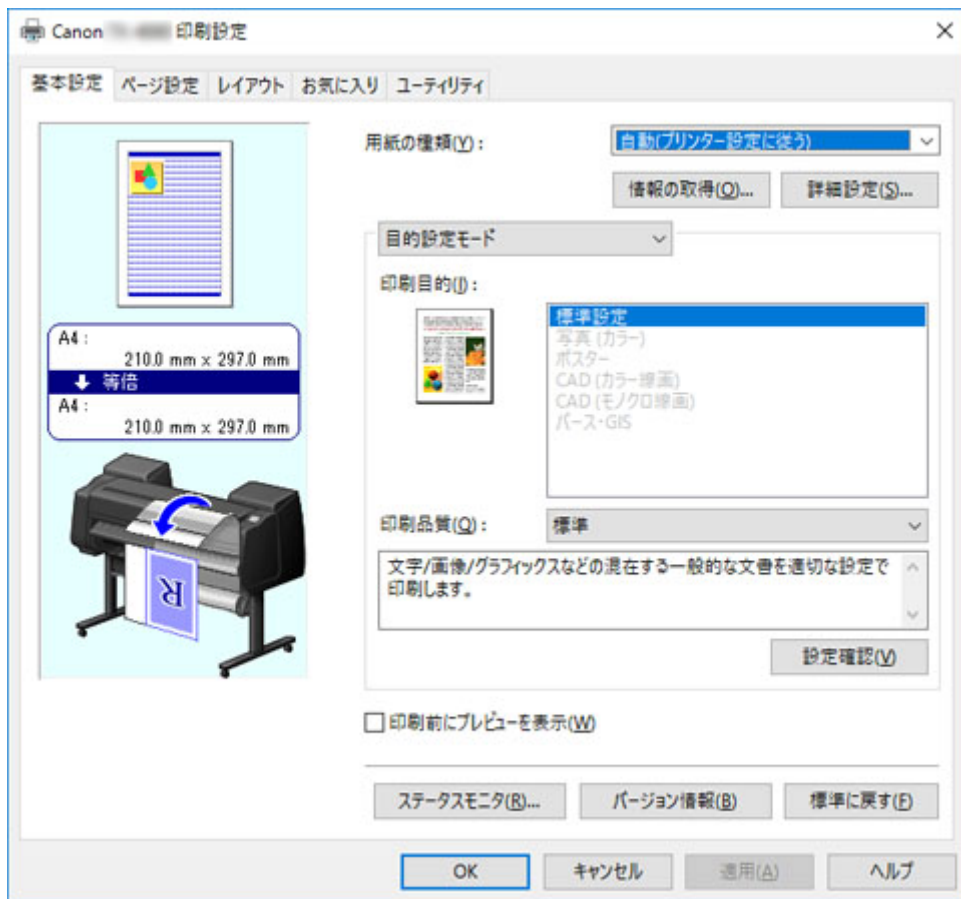 Canon 印刷設定
基本設定 ページ設定 レイアウト お気に入り ユーティリティ
用紙の種類(Y): 自動(プリンター設定に従う)
情報の取得(O)... 詳細設定(S)...
目的設定モード
印刷目的(J):
標準設定
写真 (カラー)
ポスター
CAD (カラー線画)
CAD (モノクロ線画)
パース・GIS
A4 :
210.0 mm x 297.0 mm
等倍
A4 :
210.0 mm x 297.0 mm
R
印刷品質(Q): 標準
文字/画像/グラフィックスなどの混在する一般的な文書を適切な設定で
印刷します。
設定確認(V)
印刷前にプレビューを表示(W)
ステータスモニタ(R)... バージョン情報(B) 標準に戻す(F)
OK キャンセル 適用(A) ヘルプ